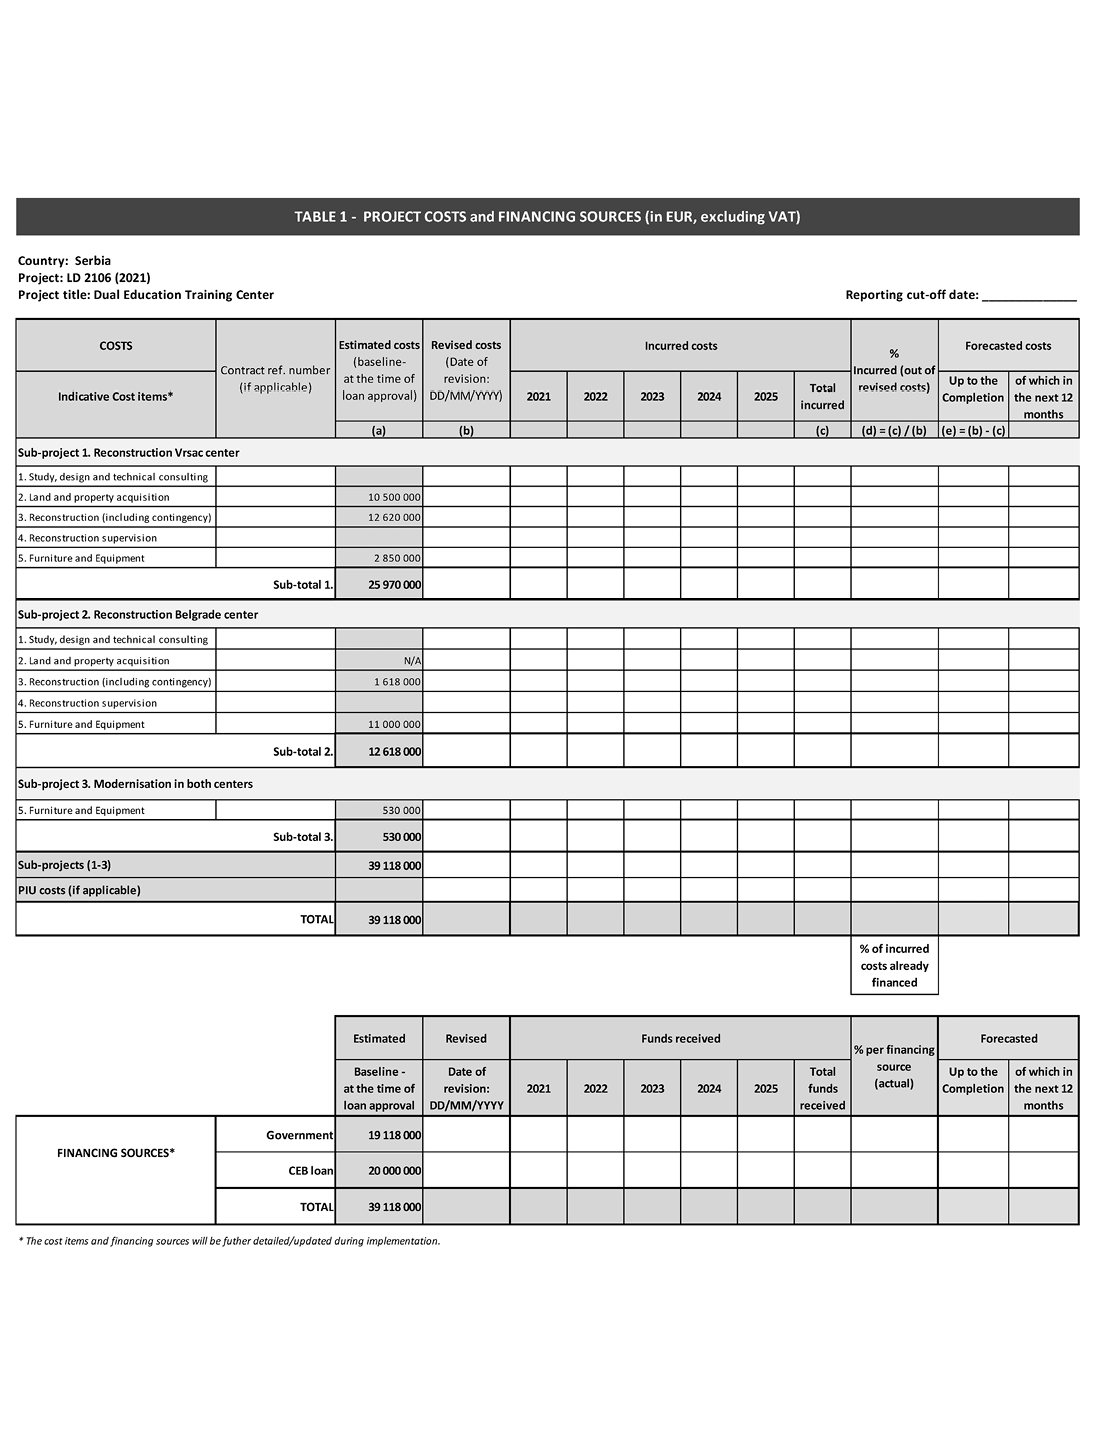 TABLE 1 - PROJECT COSTS and FINANCING SOURCES (in EUR, excluding VAT)
Country: Serbia
Project: LD 2106 (2021)
Project title: Dual Education Training Center
Reporting cut-off date: ______________
COSTS
Indicative Cost items*
Contract ref. number
(if applicable)
Estimated costs
(baseline-
at the time of
loan approval)
(a)
Revised costs
(Date of
revision:
DD/MM/YYYY)
(b)
Incurred costs
2021 2022 2023 2024 2025 Total
incurred
(c)
%
Incurred (out of
revised costs)
(d) = (c) / (b)
Forecasted costs
Up to the
Completion
(e) = (b) - (c)
of which in
the next 12
months
Sub-project 1. Reconstruction Vrsac center
1. Study, design and technical consulting
2. Land and property acquisition 10 500 000
3. Reconstruction (including contingency) 12 620 000
4. Reconstruction supervision
5. Furniture and Equipment 2 850 000
Sub-total 1. 25 970 000
Sub-project 2. Reconstruction Belgrade center
1. Study, design and technical consulting
2. Land and property acquisition N/A
3. Reconstruction (including contingency) 1 618 000
4. Reconstruction supervision
5. Furniture and Equipment 11 000 000
Sub-total 2. 12 618 000
Sub-project 3. Modernisation in both centers
5. Furniture and Equipment 530 000
Sub-total 3. 530 000
Sub-projects (1-3) 39 118 000
PIU costs (if applicable)
TOTAL 39 118 000
% of incurred
costs already
financed
Estimated
Baseline -
at the time of
loan approval
Revised
Date of
revision:
DD/MM/YYYY
Funds received
2021 2022 2023 2024 2025 Total
funds
received
% per financing
source
(actual)
Forecasted
Up to the
Completion
of which in
the next 12
months
FINANCING SOURCES*
Government 19 118 000
CEB loan 20 000 000
TOTAL 39 118 000
* The cost items and financing sources will be futher detailed/updated during implementation.